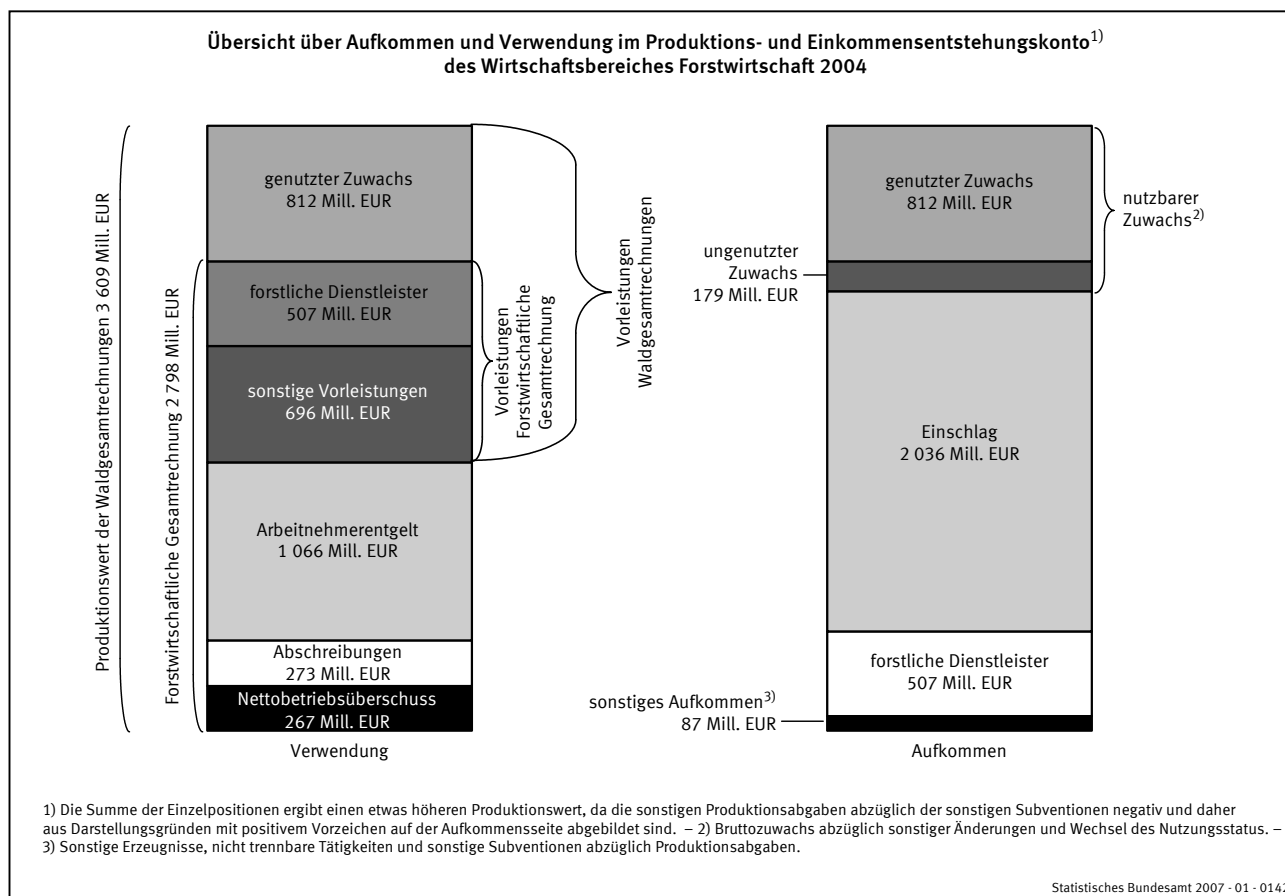 Übersicht über Aufkommen und Verwendung im Produktions- und Einkommensentstehungskonto1)
des Wirtschaftsbereiches Forstwirtschaft 2004
Produktionswert der Waldgesamtrechnungen 3 609 Mill. EUR
Forstwirtschaftliche Gesamtrechnung 2 798 Mill. EUR
genutzter Zuwachs
812 Mill. EUR
forstliche Dienstleister
507 Mill. EUR
sonstige Vorleistungen
696 Mill. EUR
Arbeitnehmerentgelt
1 066 Mill. EUR
Abschreibungen
273 Mill. EUR
Nettobetriebsüberschuss
267 Mill. EUR
Verwendung
Vorleistungen
Forstwirtschaftliche
Gesamtrechnung
Vorleistungen
Waldgesamtrechnungen
genutzter Zuwachs
812 Mill. EUR
nutzbarer
Zuwachs2)
ungenutzter
Zuwachs
179 Mill. EUR
Einschlag
2 036 Mill. EUR
forstliche Dienstleister
507 Mill. EUR
sonstiges Aufkommen3)
87 Mill. EUR
Aufkommen
1) Die Summe der Einzelpositionen ergibt einen etwas höheren Produktionswert, da die sonstigen Produktionsabgaben abzüglich der sonstigen Subventionen negativ und daher
aus Darstellungsgründen mit positivem Vorzeichen auf der Aufkommensseite abgebildet sind. – 2) Bruttozuwachs abzüglich sonstiger Änderungen und Wechsel des Nutzungsstatus. –
3) Sonstige Erzeugnisse, nicht trennbare Tätigkeiten und sonstige Subventionen abzüglich Produktionsabgaben.
Statistisches Bundesamt 2007 - 01 - 0142